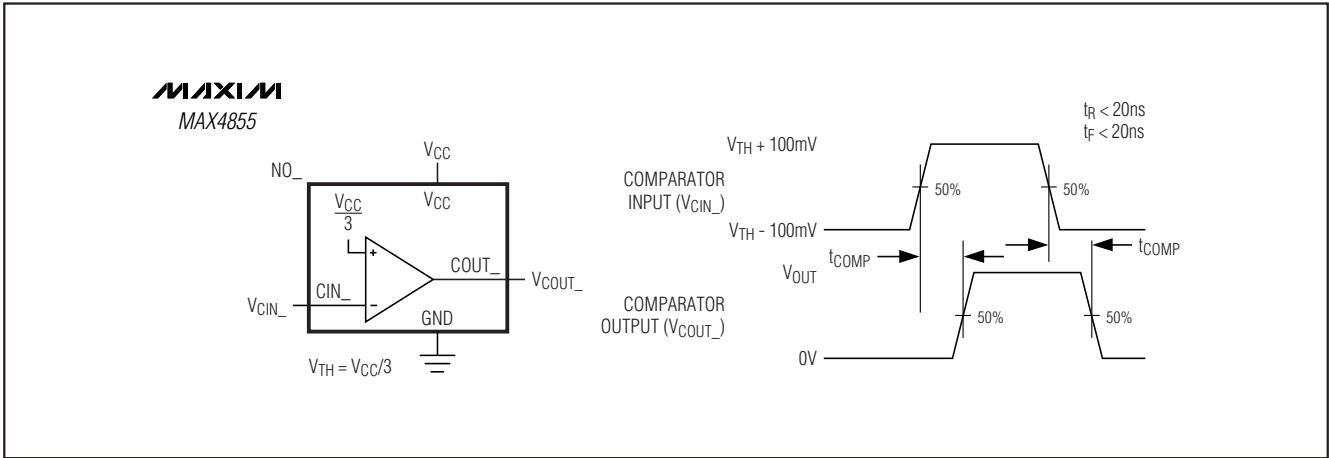 MAXIM
MAX4855
NO_
VCC
VCC
VCC
3
+
-
CIN_
VCIN_
COUT_
VCOUT_
GND
VTH = VCC/3
tR < 20ns
tF < 20ns
VTH + 100mV
COMPARATOR
INPUT (VCIN_)
50%
50%
VTH - 100mV
tCOMP
tCOMP
VOUT
COMPARATOR
OUTPUT (VCOUT_)
50%
50%
0V